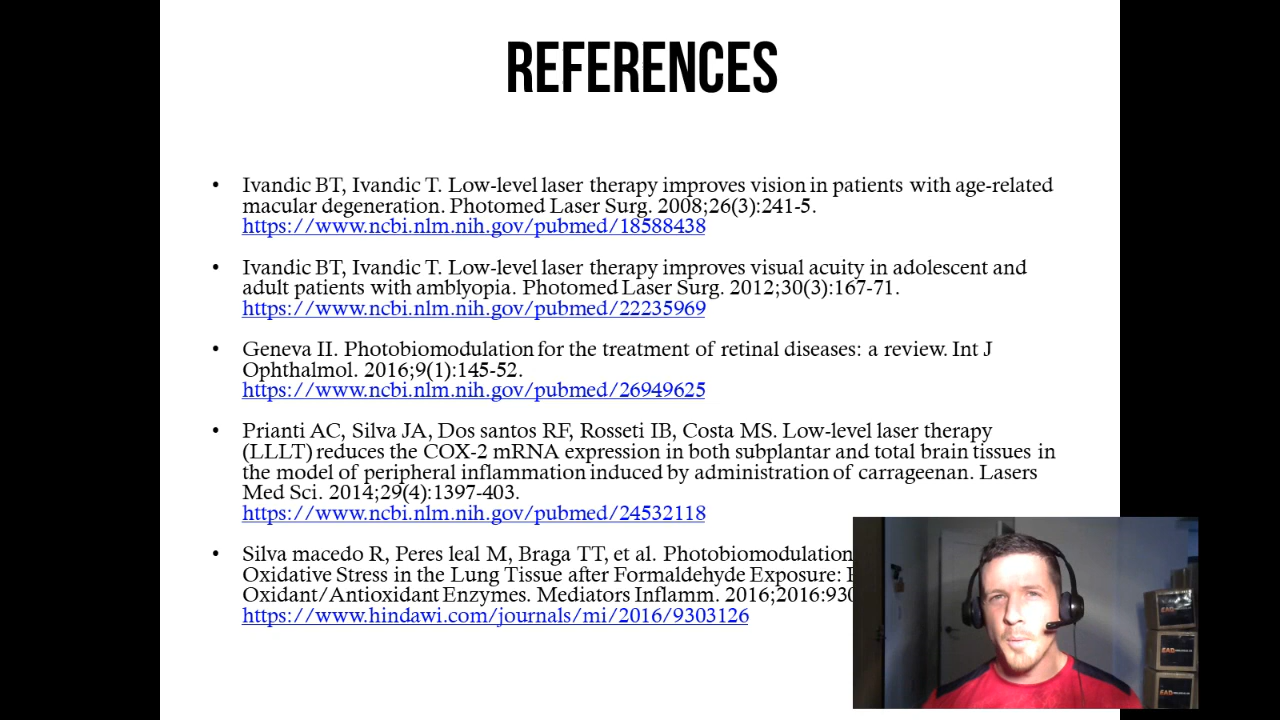 REFERENCES
• Ivandic BT, Ivandic T. Low-level laser therapy improves vision in patients with age-related
macular degeneration. Photomed Laser Surg. 2008;26(3):241-5.
https://www.ncbi.nlm.nih.gov/pubmed/18588438
• Ivandic BT, Ivandic T. Low-level laser therapy improves visual acuity in adolescent and
adult patients with amblyopia. Photomed Laser Surg. 2012;30(3):167-71.
https://www.ncbi.nlm.nih.gov/pubmed/22235969
• Geneva II. Photobiomodulation for the treatment of retinal diseases: a review. Int J
Ophthalmol. 2016;9(1):145-52.
https://www.ncbi.nlm.nih.gov/pubmed/26949625
• Prianti AC, Silva JA, Dos santos RF, Rosseti IB, Costa MS. Low-level laser therapy
(LLLT) reduces the COX-2 mRNA expression in both subplantar and total brain tissues in
the model of peripheral inflammation induced by administration of carrageenan. Lasers
Med Sci. 2014;29(4):1397-403.
https://www.ncbi.nlm.nih.gov/pubmed/24532118
• Silva macedo R, Peres leal M, Braga TT, et al. Photobiomodulation
Oxidative Stress in the Lung Tissue after Formaldehyde Exposure:
Oxidant/Antioxidant Enzymes. Mediators Inflamm. 2016;2016:930
https://www.hindawi.com/journals/mi/2016/9303126